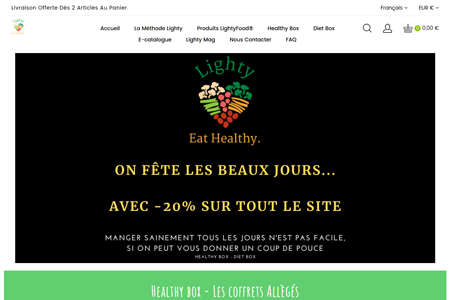 Livraison Offerte Dès 2 Articles Au Panier.
Français
EUR €
Accueil
La Méthode Lighty
Produits LightyFood®
Healthy Box
Diet Box
0
0,00 €
E-catalogue
Lighty Mag
Nous Contacter
FAQ
Lighty
Eat Healthy.
ON FÊTE LES BEAUX JOURS...
AVEC -20% SUR TOUT LE SITE
MANGER SAINEMENT TOUS LES JOURS N'EST PAS FACILE,
SI ON PEUT VOUS DONNER UN COUP DE POUCE
HEALTHY BOX - DIET BOX
Healthy box - Les coffrets Allégés